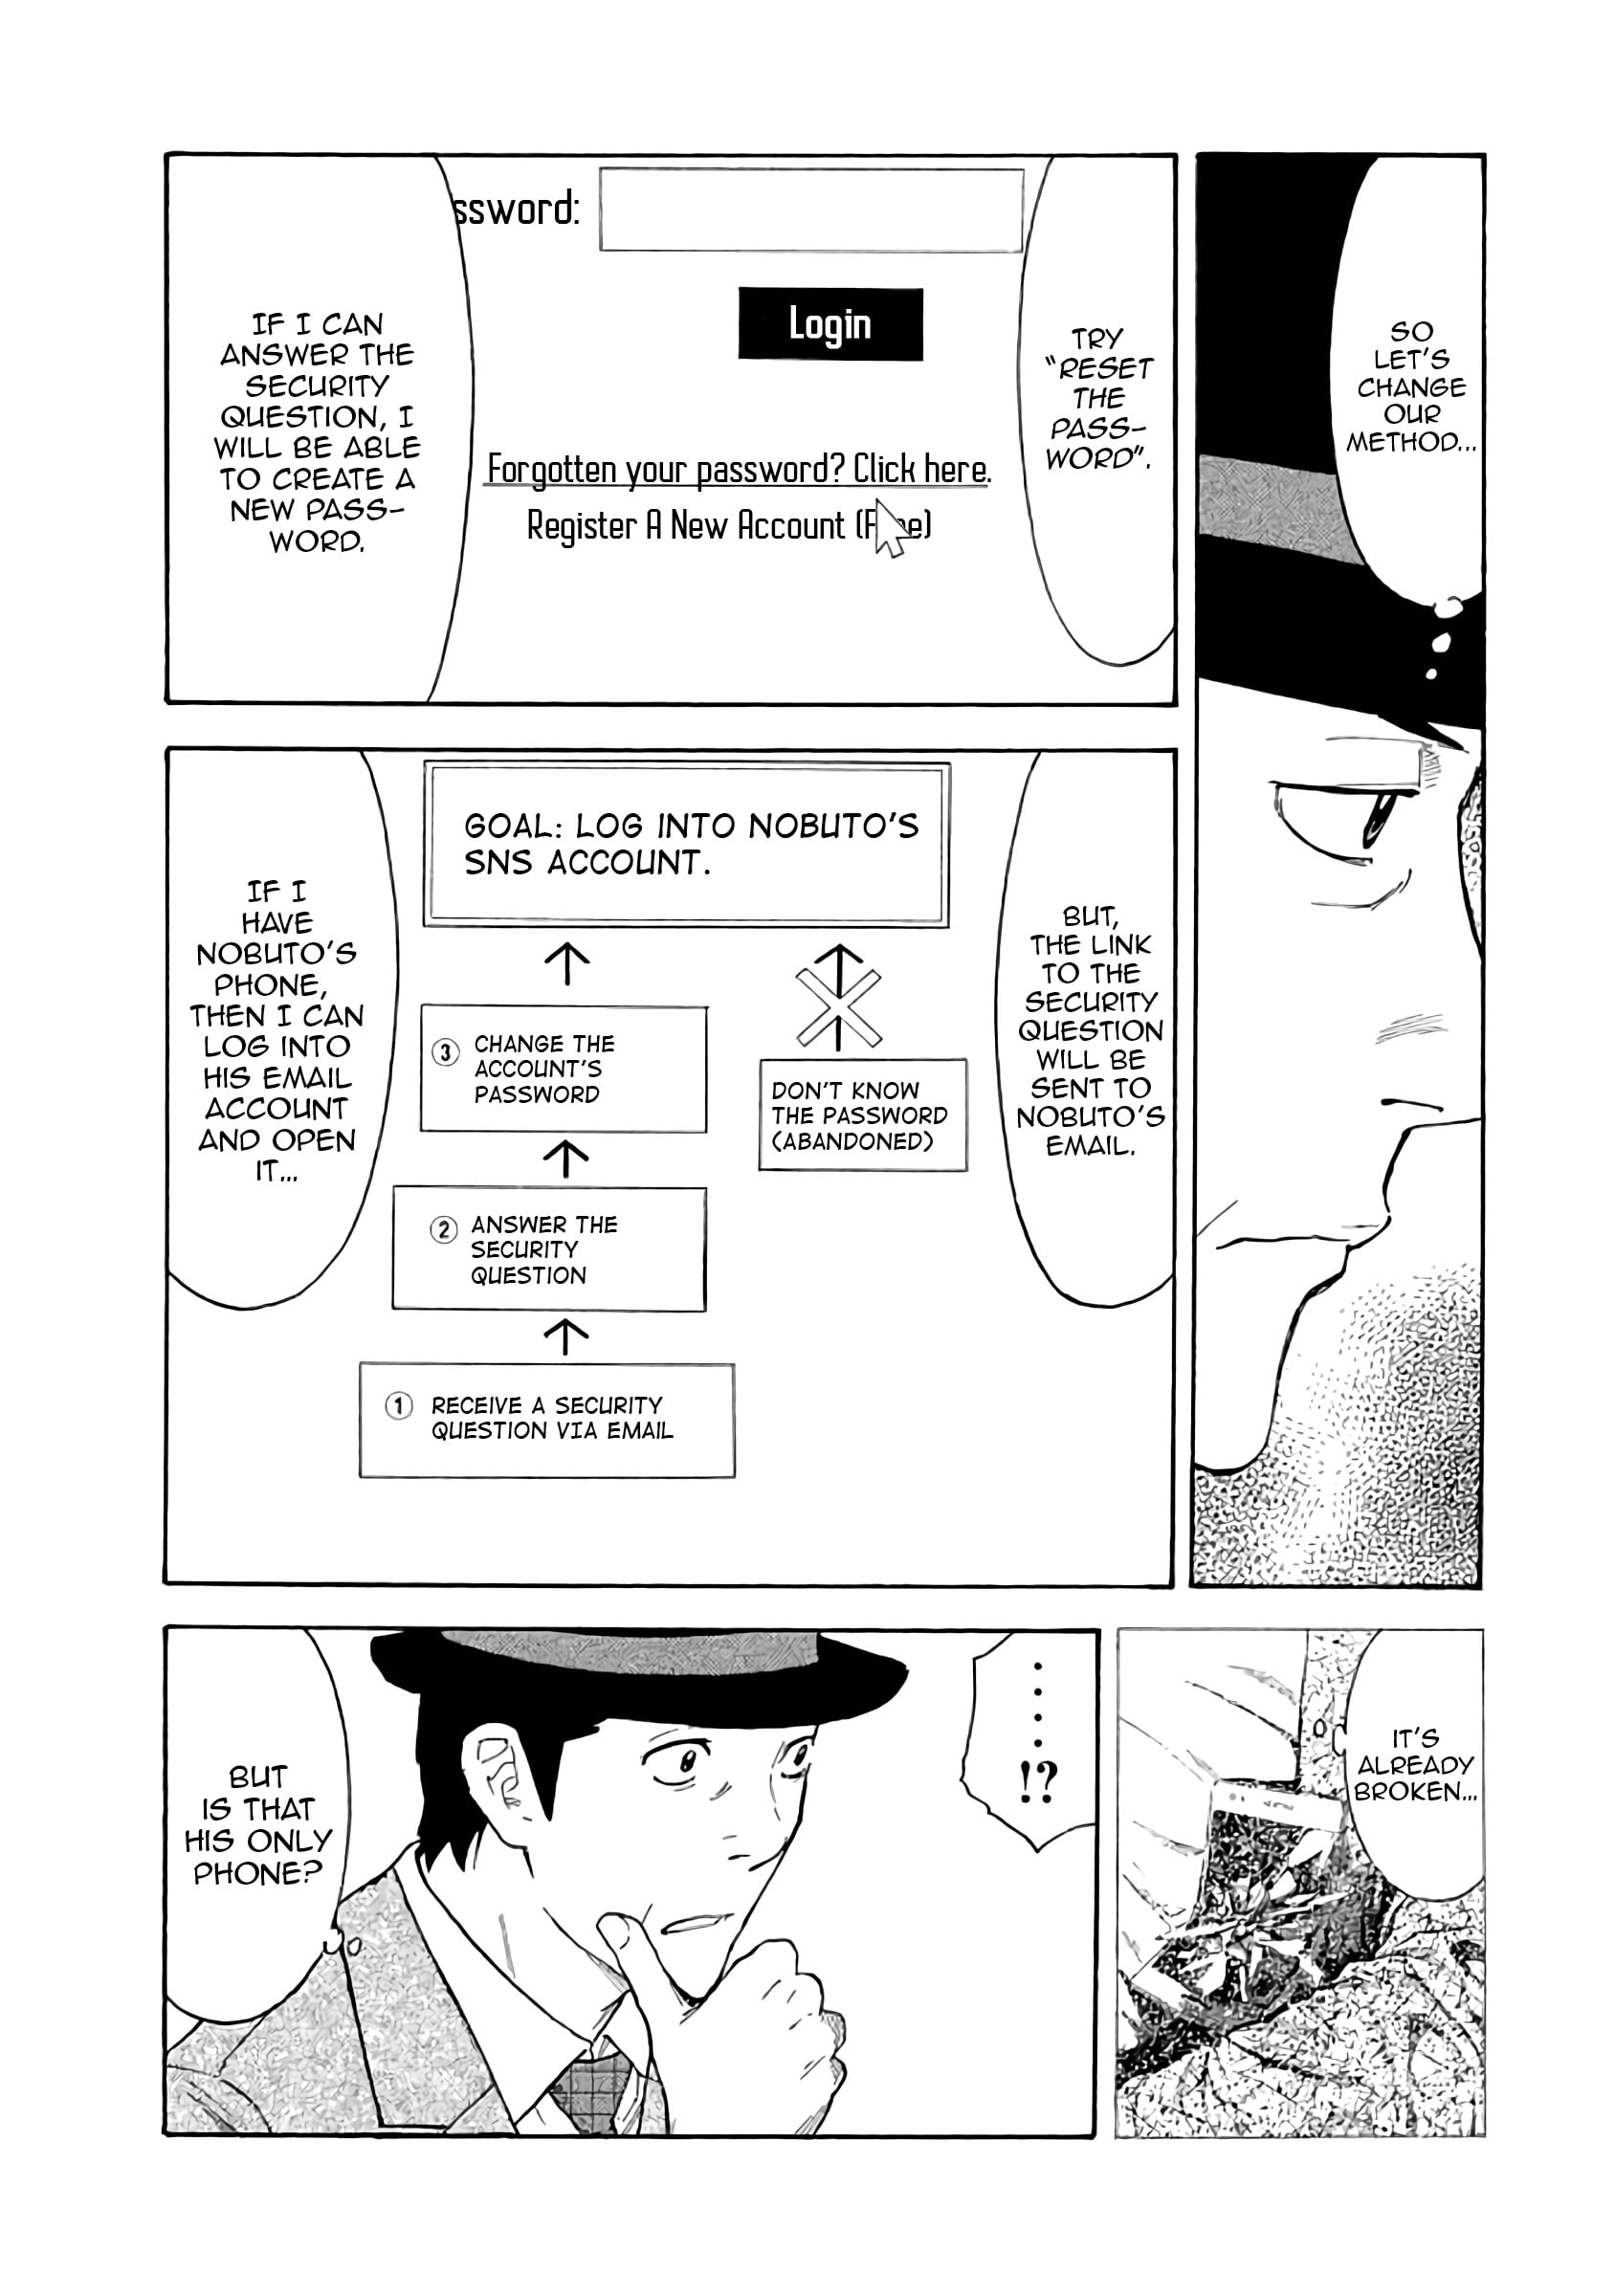 SO
LET'S
CHANGE
OUR
METHOD...
TRY
"RESET
THE
PASS-
WORD".
ssword:
Login
Forgotten your password? Click here.
Register A New Account
IF I CAN
ANSWER THE
SECURITY
QUESTION, I
WILL BE ABLE
TO CREATE A
NEW PASS-
WORD.
BUT,
THE LINK
TO THE
SECURITY
QUESTION
WILL BE
SENT TO
NOBUTO'S
EMAIL.
GOAL: LOG INTO NOBUTO'S
SNS ACCOUNT.
③ CHANGE THE
ACCOUNT'S
PASSWORD
DON'T KNOW
THE PASSWORD
(ABANDONED)
② ANSWER THE
SECURITY
QUESTION
① RECEIVE A SECURITY
QUESTION VIA EMAIL
IF I
HAVE
NOBUTO'S
PHONE,
THEN I CAN
LOG INTO
HIS EMAIL
ACCOUNT
AND OPEN
IT...
IT'S
ALREADY
BROKEN...
....!?
BUT
IS THAT
HIS ONLY
PHONE?